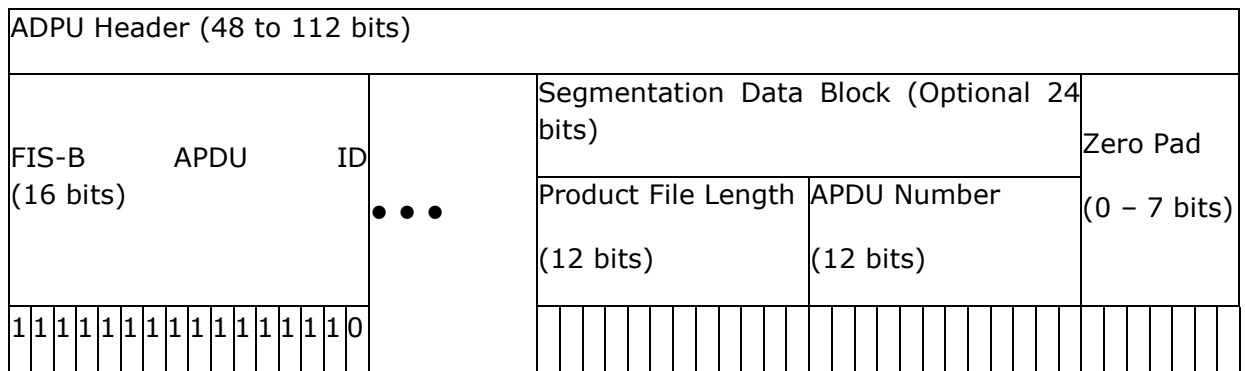 ADPU Header (48 to 112 bits)
FIS-B APDU ID
(16 bits)
•••
Segmentation Data Block (Optional 24
bits)
Product File Length
(12 bits)
APDU Number
(12 bits)
Zero Pad
(0 – 7 bits)
1 1 1 1 1 1 1 1 1 1 1 1 1 1 1 0